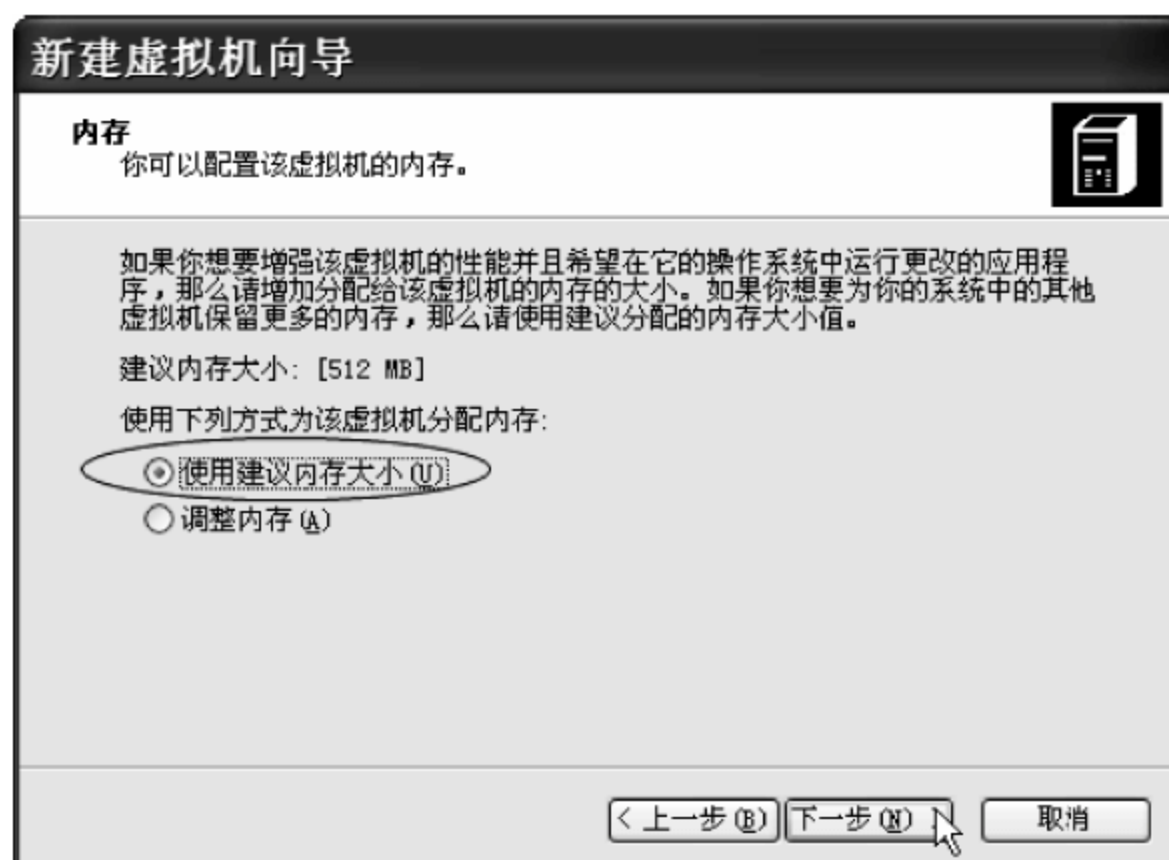 新建虚拟机向导
内存
你可以配置该虚拟机的内存。
如果你想要增强该虚拟机的性能并且希望在它的操作系统中运行更改的应用程
序，那么请增加分配给该虚拟机的内存的大小。如果你想要为你的系统中的其他
虚拟机保留更多的内存，那么请使用建议分配的内存大小值。
建议内存大小: [512 MB]
使用下列方式为该虚拟机分配内存:
使用建议内存大小(U)
调整内存(A)
< 上一步(B) 下一步(N) > 取消